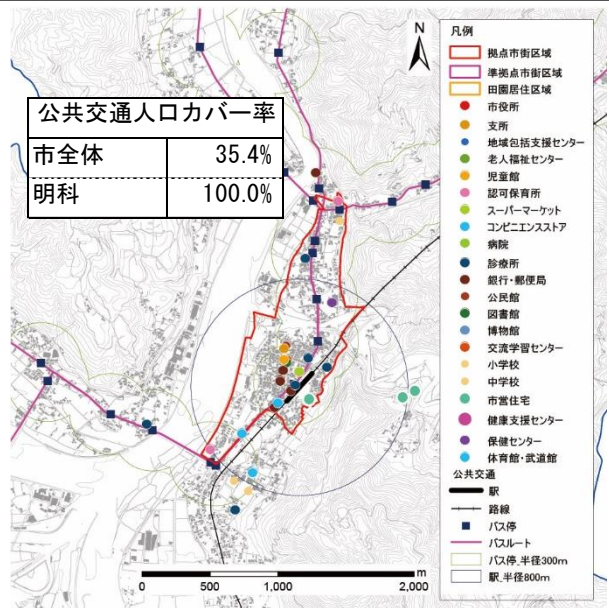 公共交通人口カバー率
市全体 35.4%
明科 100.0%
N
凡例
拠点市街区域
準拠点市街区域
田園居住区域
市役所
支所
地域包括支援センター
老人福祉センター
児童館
認可保育所
スーパーマーケット
コンビニエンスストア
病院
診療所
銀行・郵便局
公民館
図書館
博物館
交流学習センター
小学校
中学校
市営住宅
健康支援センター
保健センター
体育館・武道館
公共交通
駅
路線
バス停
バスルート
バス停_半径300m
駅_半径800m
m
0 500 1,000 2,000